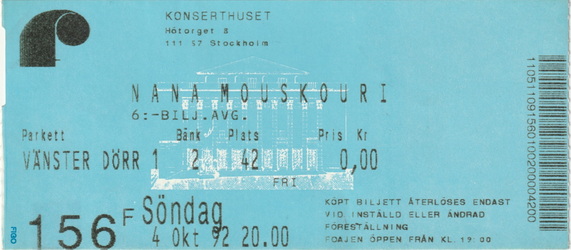 KONSERTHUSET
Hötorget 8
111 57 Stockholm
NANA MOUSKOURI
6:-BILJ.AVG.
Parkett Bänk Plats Pris Kr
VÄNSTER DÖRR 1 2 42 0,00
FRI
156 F Söndag
4 Okt 92 20.00
KÖPT BILJETT ÅTERLÖSES ENDAST
VID INSTÄLLD ELLER ÄNDRAD
FÖRESTÄLLNING
FOAJEN ÖPPEN FRÅN KL.19.00
1105110915601020000004200